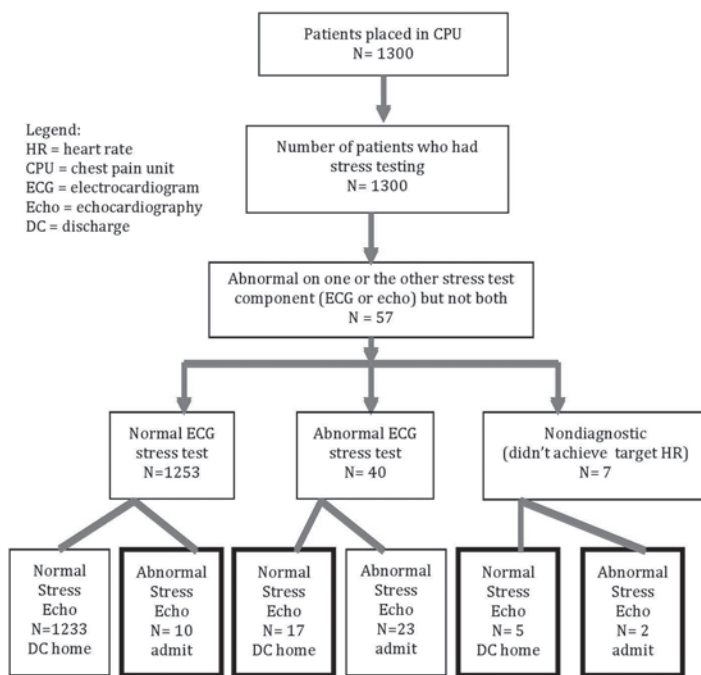 Patients placed in CPU
N= 1300
Legend:
HR = heart rate
CPU = chest pain unit
ECG = electrocardiogram
Echo = echocardiography
DC = discharge
Number of patients who had
stress testing
N= 1300
Abnormal on one or the other stress test
component (ECG or echo) but not both
N = 57
Normal ECG
stress test
N=1253
Abnormal ECG
stress test
N= 40
Nondiagnostic
(didn't achieve target HR)
N= 7
Normal
Stress
Echo
N=1233
DC home
Abnormal
Stress
Echo
N= 10
admit
Normal
Stress
Echo
N= 17
DC home
Abnormal
Stress
Echo
N=23
admit
Normal
Stress
Echo
N= 5
DC home
Abnormal
Stress
Echo
N= 2
admit